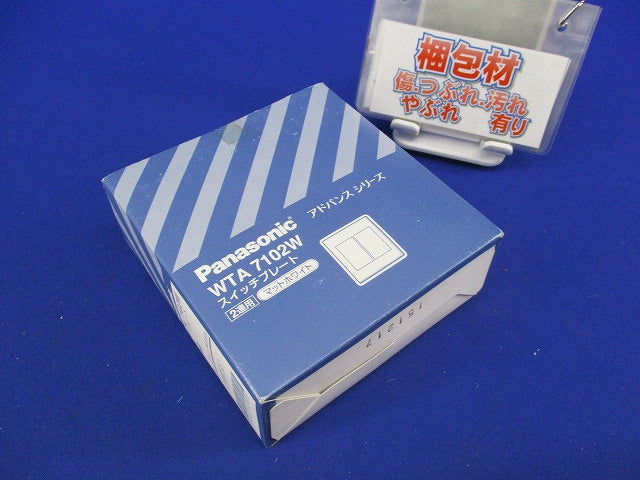 梱包材
傷・つぶれ・汚れ
やぶれ 有り
アドバンス シリーズ
Panasonic
WTA 7102W
スイッチプレート
2連用 マットホワイト
151217